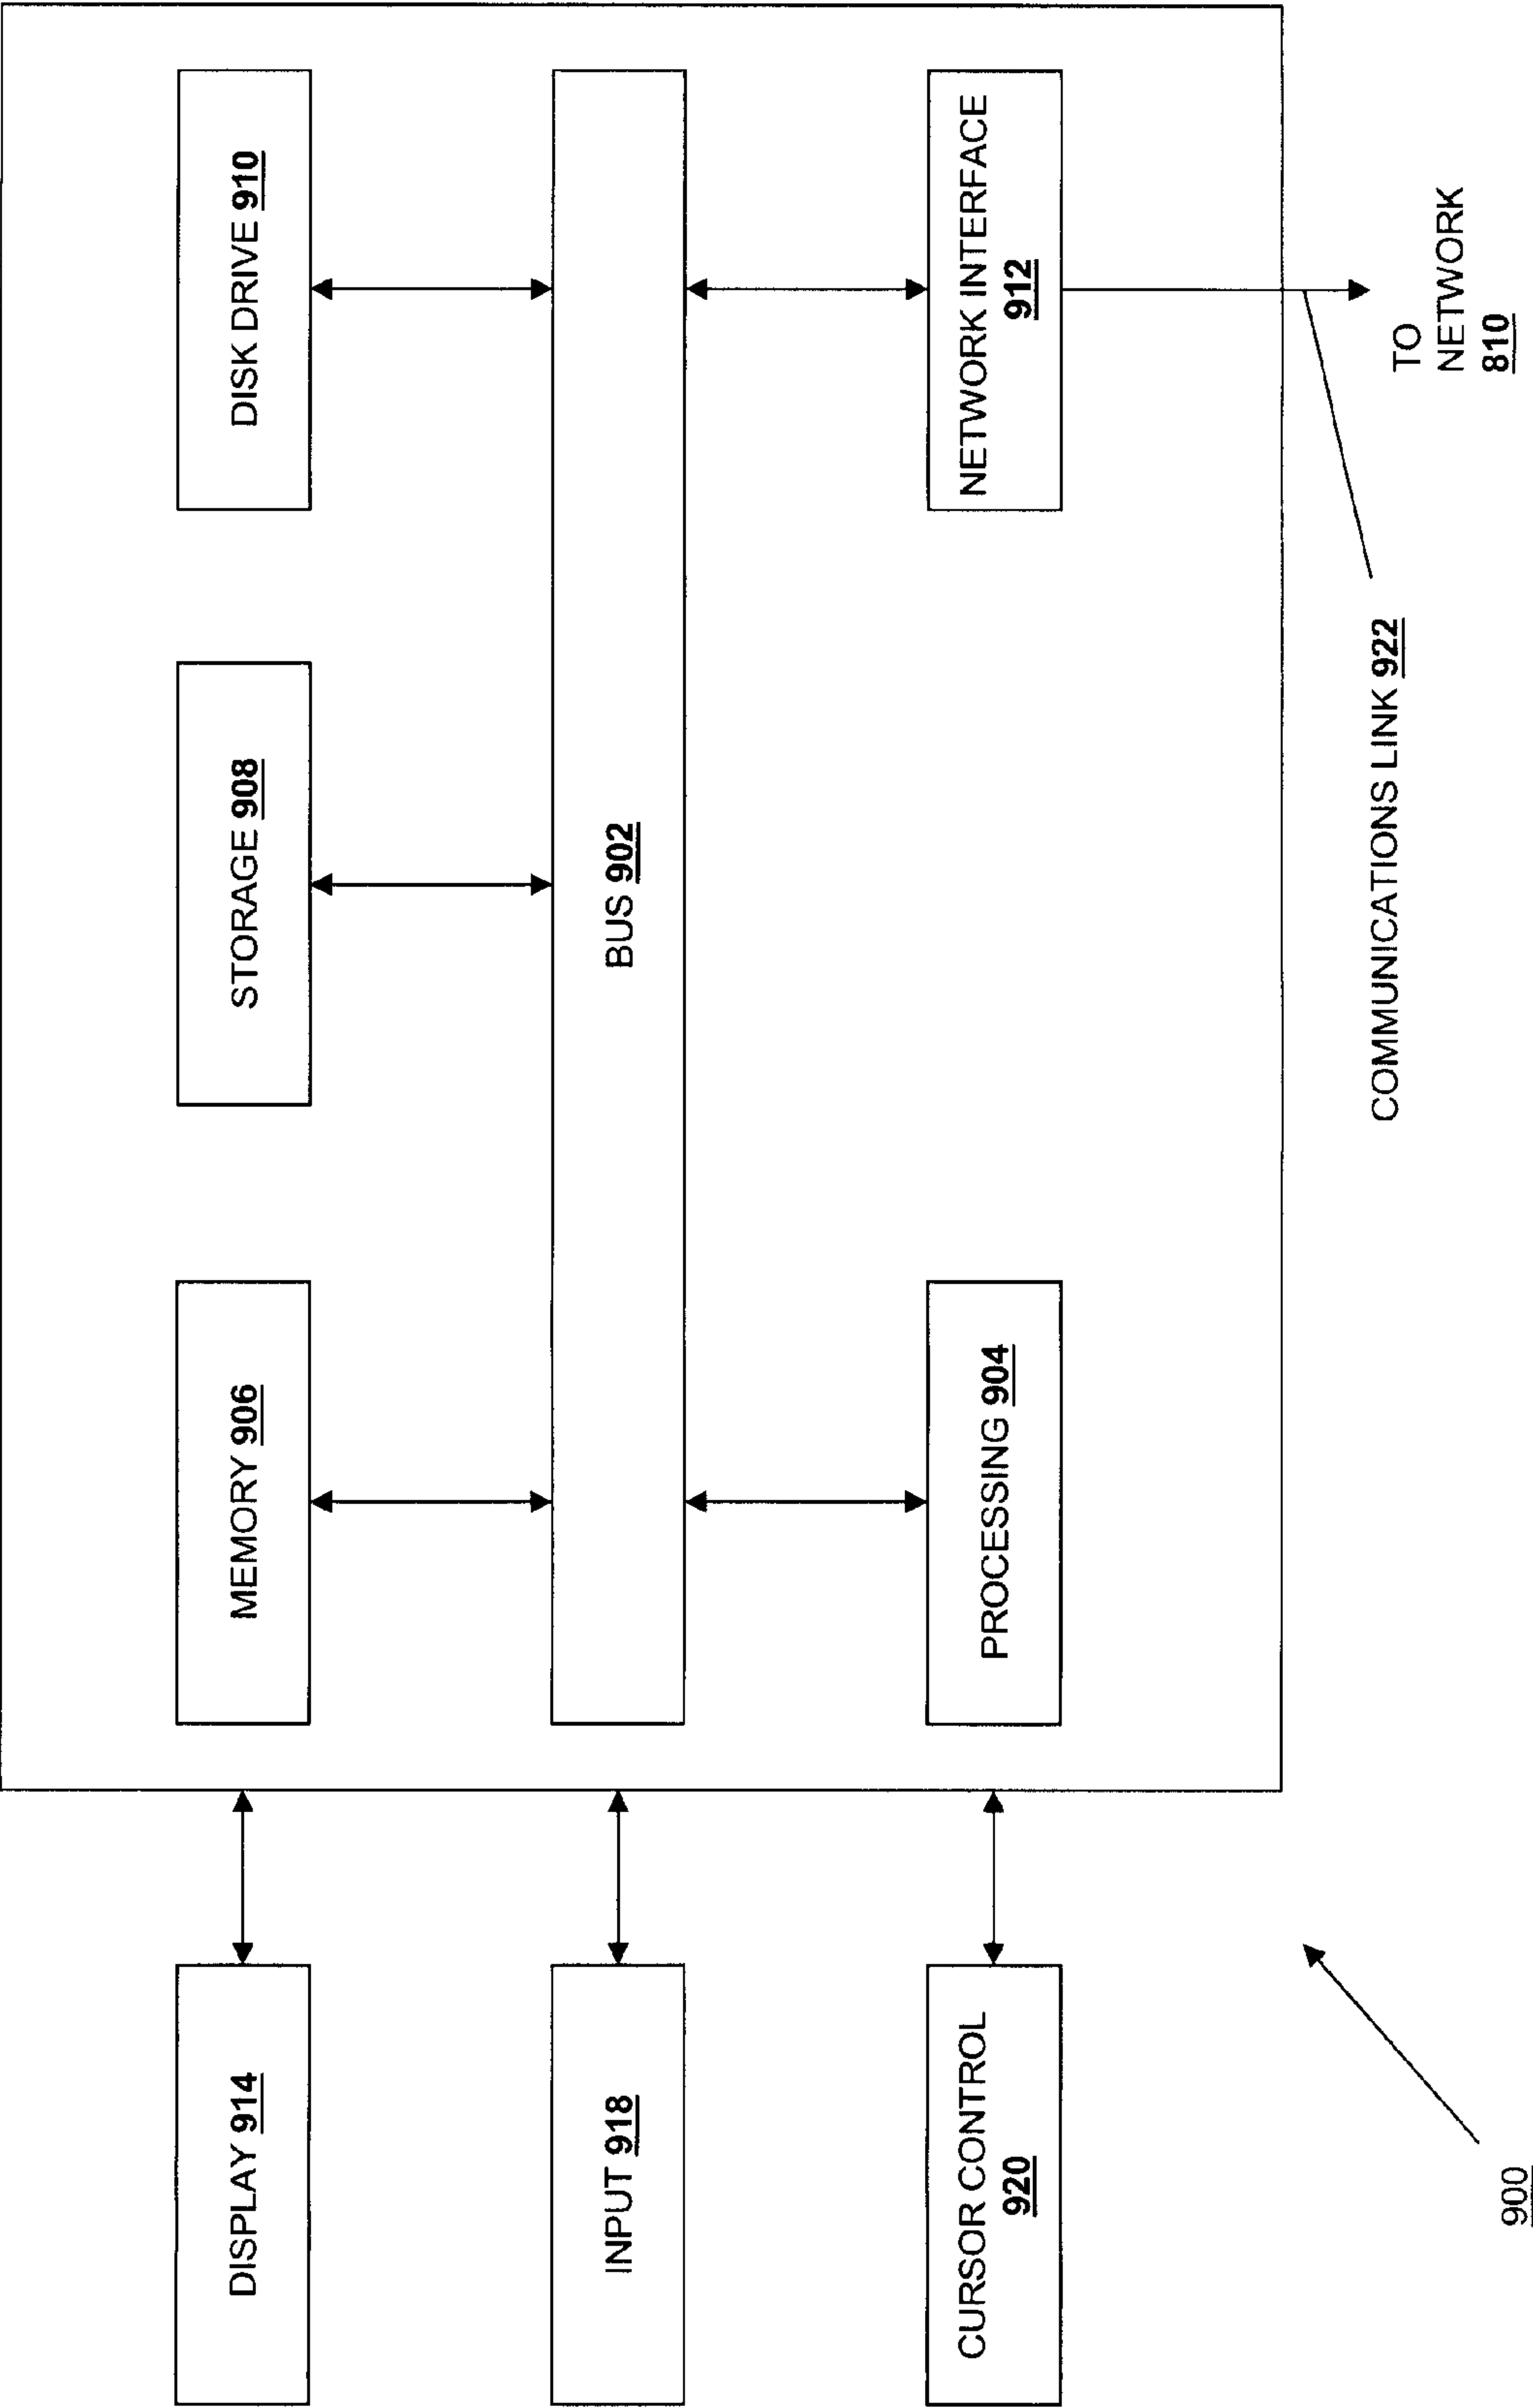 DISPLAY 914
MEMORY 906
STORAGE 908
DISK DRIVE 910
INPUT 918
BUS 902
CURSOR CONTROL
920
PROCESSING 904
NETWORK INTERFACE
912
COMMUNICATIONS LINK 922
TO
NETWORK
810
900